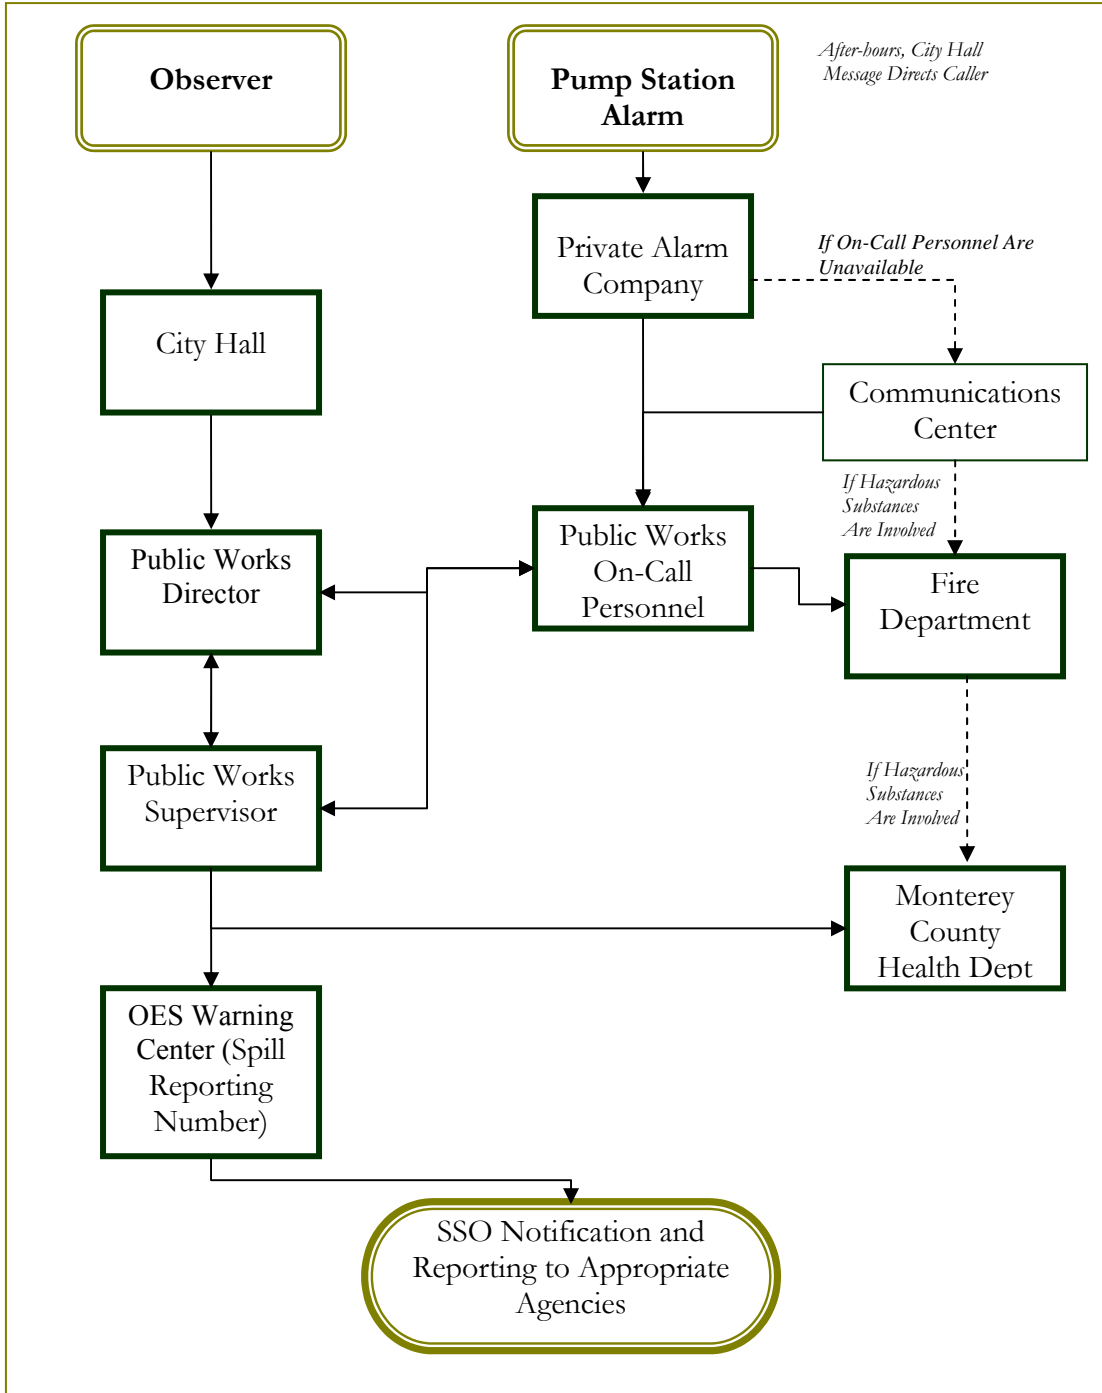 Observer
Pump Station
Alarm
After-hours, City Hall
Message Directs Caller
Private Alarm
Company
If On-Call Personnel Are
Unavailable
City Hall
Communications
Center
If Hazardous
Substances
Are Involved
Public Works
Director
Public Works
On-Call
Personnel
Fire
Department
Public Works
Supervisor
If Hazardous
Substances
Are Involved
Monterey
County
Health Dept
OES Warning
Center (Spill
Reporting
Number)
SSO Notification and
Reporting to Appropriate
Agencies